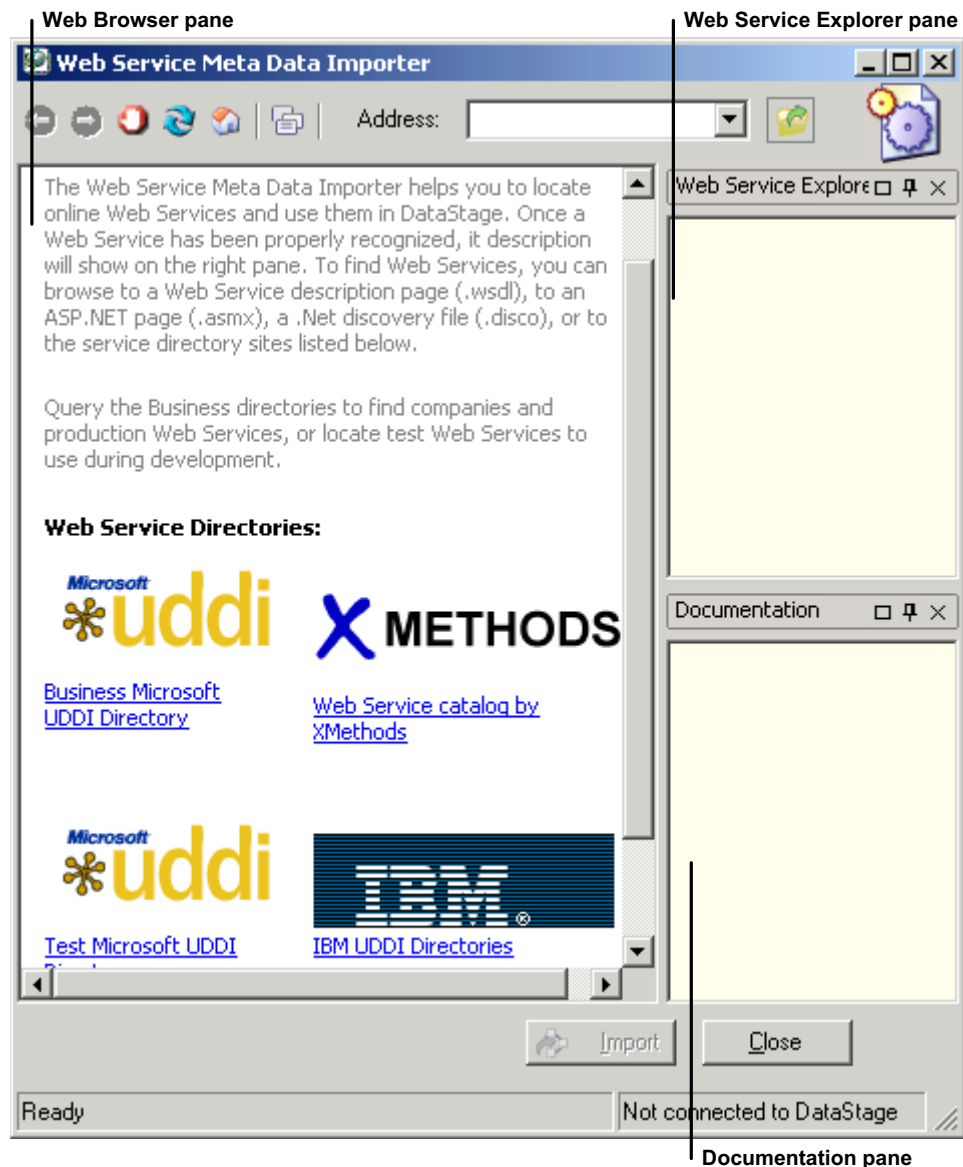 Web Browser pane
Web Service Explorer pane
Web Service Meta Data Importer
Address:
The Web Service Meta Data Importer helps you to locate
online Web Services and use them in DataStage. Once a
Web Service has been properly recognized, it description
will show on the right pane. To find Web Services, you can
browse to a Web Service description page (.wsdl), to an
ASP.NET page (.asmx), a .Net discovery file (.disco), or to
the service directory sites listed below.
Query the Business directories to find companies and
production Web Services, or locate test Web Services to
use during development.
Web Service Directories:
Microsoft
uddi
X METHODS
Business Microsoft
UDDI Directory
Web Service catalog by
XMethods
Microsoft
uddi
IBM®
Test Microsoft UDDI
IBM UDDI Directories
Web Service Explore
Documentation
Import
Close
Ready
Not connected to DataStage
Documentation pane